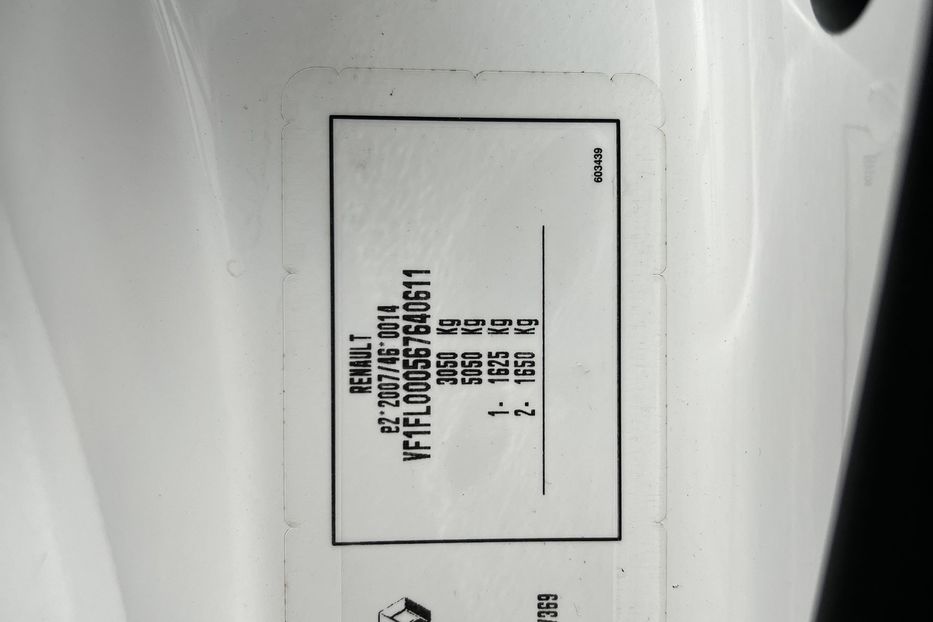 RENAULT
e2*2007/46*0014
VF1FL000567640611
3050 Kg
5050 Kg
1- 1625 Kg
2- 1650 Kg
603439